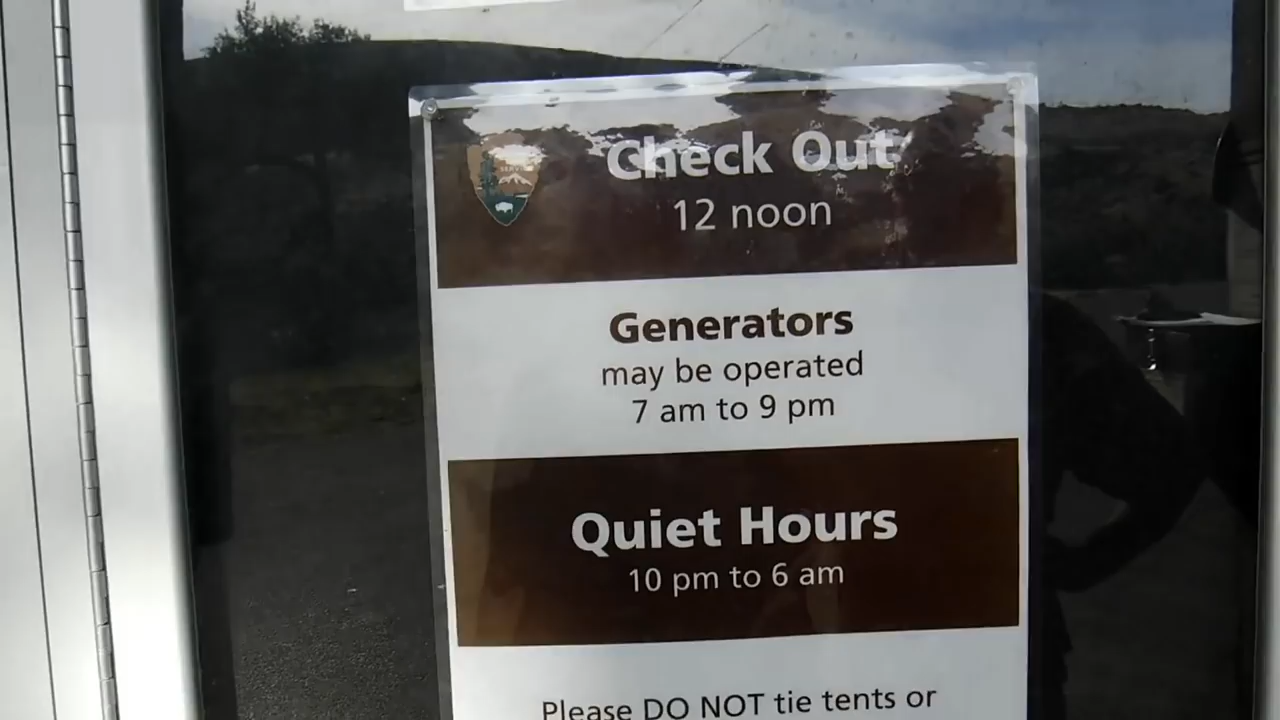 Check Out
12 noon
Generators
may be operated
7 am to 9 pm
Quiet Hours
10 pm to 6 am
Please DO NOT tie tents or